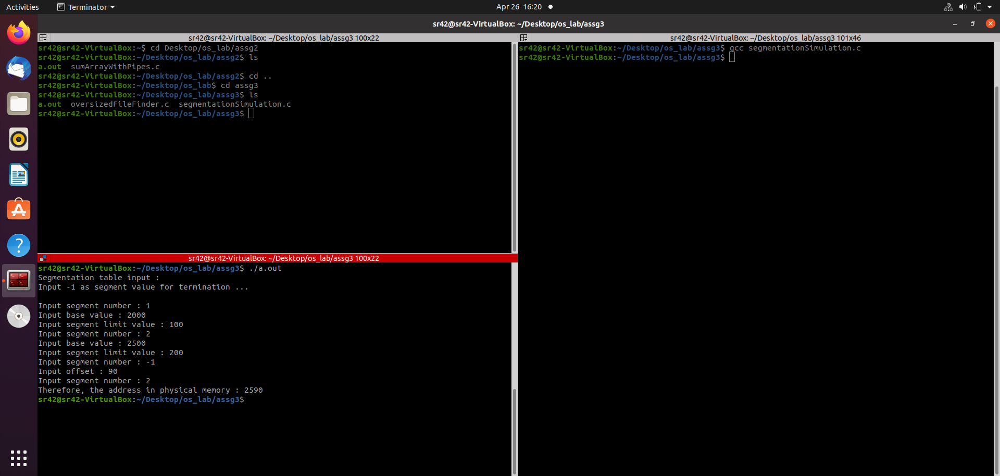 Activities Terminator Apr 26 16:20
sr42@sr42-VirtualBox: ~/Desktop/os_lab/assg3
sr42@sr42-VirtualBox: ~/Desktop/os_lab/assg3 100x22
sr42@sr42-VirtualBox:~$ cd Desktop/os_lab/assg2
sr42@sr42-VirtualBox:~/Desktop/os_lab/assg2$ ls
a.out  sumArrayWithPipes.c
sr42@sr42-VirtualBox:~/Desktop/os_lab/assg2$ cd ..
sr42@sr42-VirtualBox:~/Desktop/os_lab$ cd assg3
sr42@sr42-VirtualBox:~/Desktop/os_lab/assg3$ ls
a.out  oversizedFileFinder.c  segmentationSimulation.c
sr42@sr42-VirtualBox:~/Desktop/os_lab/assg3$
sr42@sr42-VirtualBox: ~/Desktop/os_lab/assg3 100x22
sr42@sr42-VirtualBox:~/Desktop/os_lab/assg3$ ./a.out
Segmentation table input :
Input -1 as segment value for termination ...
Input segment number : 1
Input base value : 2000
Input segment limit value : 100
Input segment number : 2
Input base value : 2500
Input segment limit value : 200
Input segment number : -1
Input offset : 90
Input segment number : 2
Therefore, the address in physical memory : 2590
sr42@sr42-VirtualBox:~/Desktop/os_lab/assg3$
sr42@sr42-VirtualBox: ~/Desktop/os_lab/assg3 101x46
sr42@sr42-VirtualBox:~/Desktop/os_lab/assg3$ gcc segmentationSimulation.c
sr42@sr42-VirtualBox:~/Desktop/os_lab/assg3$